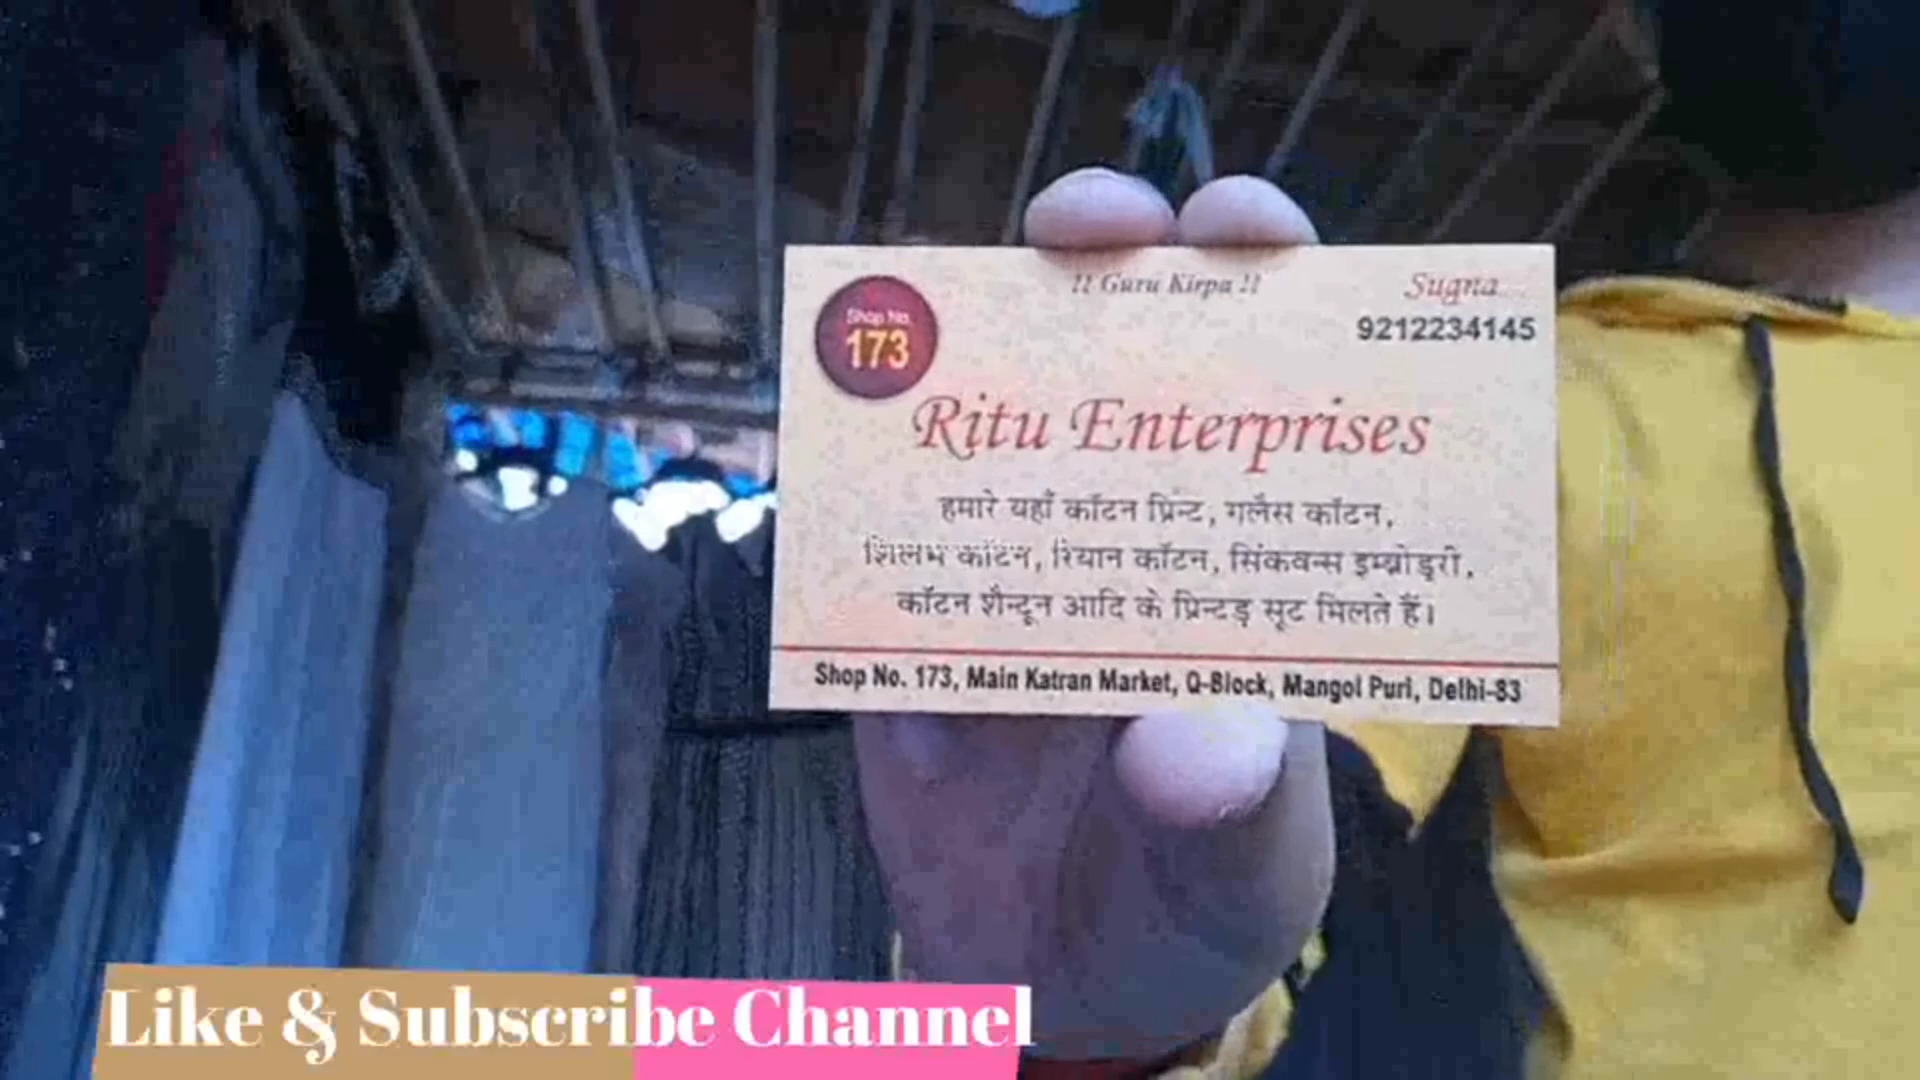 !! Guru Kirpa !!
Sugna
9212234145
Shop No.
173
Ritu Enterprises
हमारे यहाँ कॉटन प्रिन्ट, गलैस कॉटन,
शिलभ कॉटन, रियान कॉटन, सिंकवन्स इम्ब्रोड्री,
कॉटन शैन्टून आदि के प्रिन्टड़ सूट मिलते हैं।
Shop No. 173, Main Katran Market, Q-Block, Mangol Puri, Delhi-83
Like & Subscribe Channel